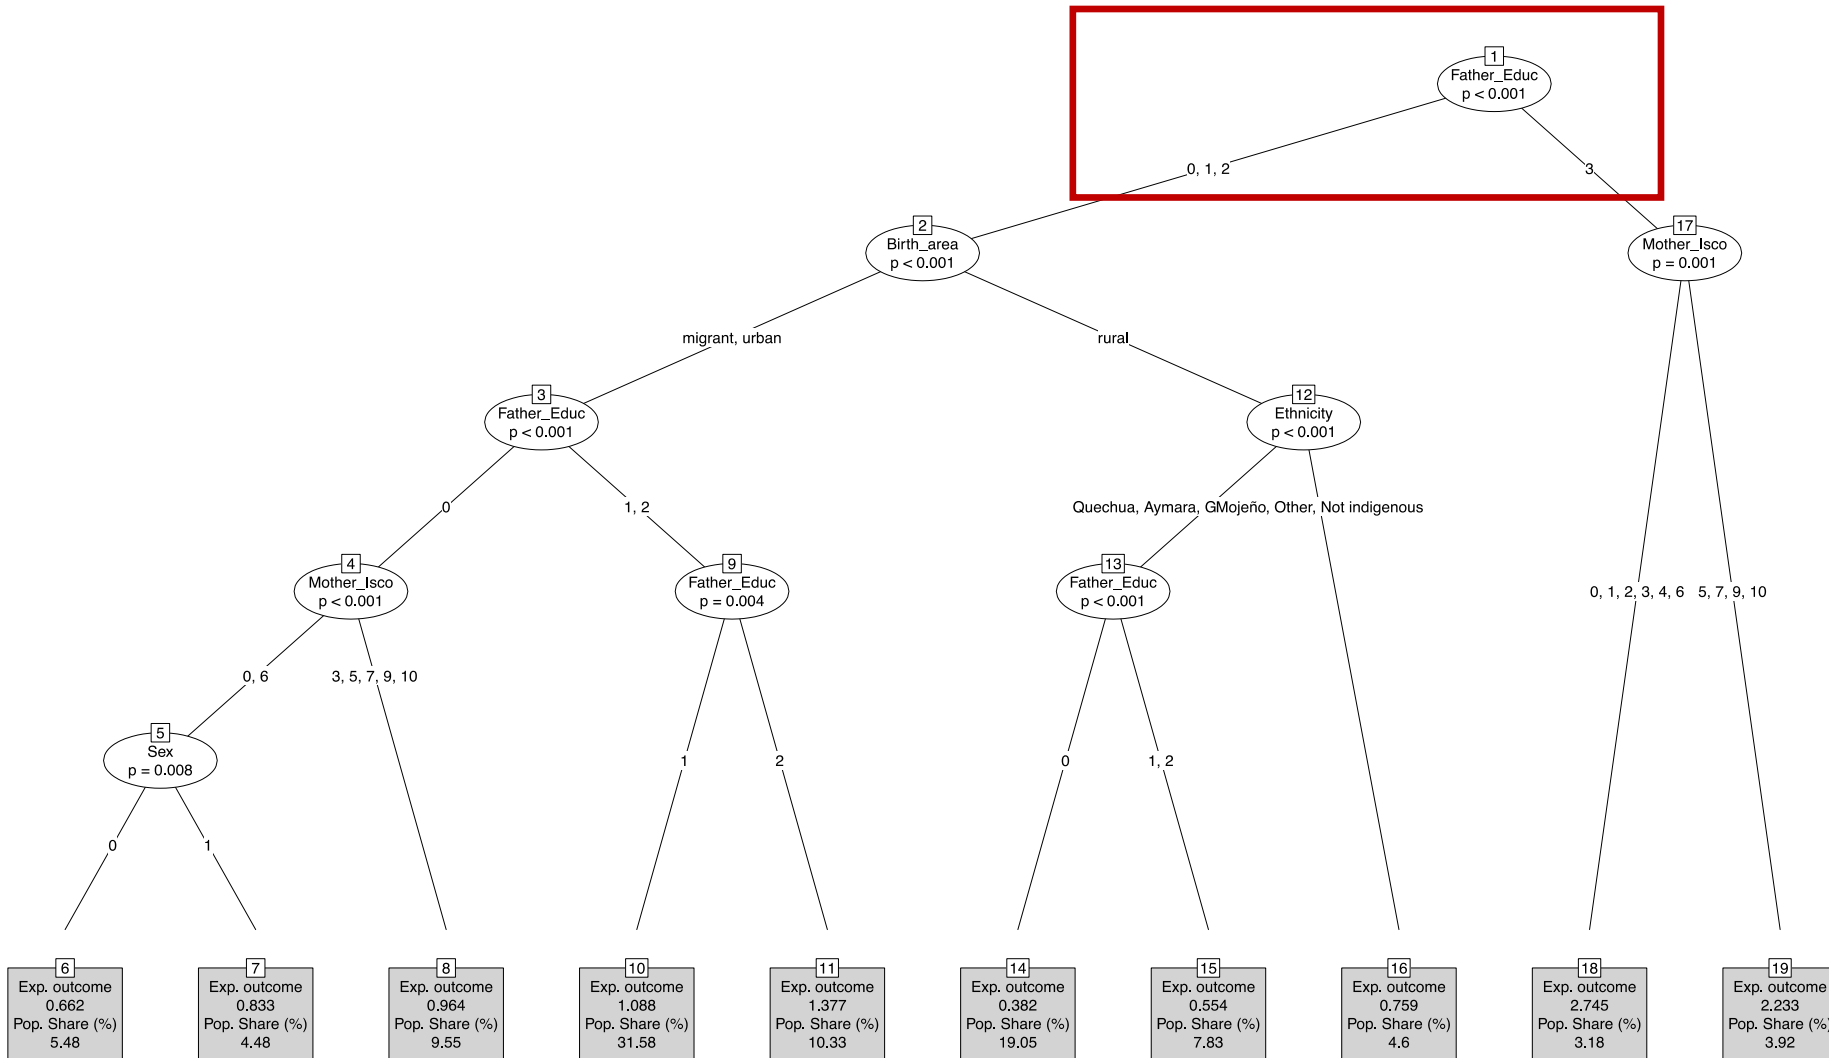 1
Father_Educ
p < 0.001
0, 1, 2
3
2
Birth_area
p < 0.001
17
Mother_Isco
p = 0.001
migrant, urban
rural
3
Father_Educ
p < 0.001
12
Ethnicity
p < 0.001
0
1, 2
Quechua, Aymara, GMojeño, Other, Not indigenous
4
Mother_Isco
p < 0.001
9
Father_Educ
p = 0.004
13
Father_Educ
p < 0.001
0, 1, 2, 3, 4, 6
5, 7, 9, 10
0, 6
3, 5, 7, 9, 10
5
Sex
p = 0.008
1
2
0
1, 2
0
1
6
Exp. outcome
0.662
Pop. Share (%)
5.48
7
Exp. outcome
0.833
Pop. Share (%)
4.48
8
Exp. outcome
0.964
Pop. Share (%)
9.55
10
Exp. outcome
1.088
Pop. Share (%)
31.58
11
Exp. outcome
1.377
Pop. Share (%)
10.33
14
Exp. outcome
0.382
Pop. Share (%)
19.05
15
Exp. outcome
0.554
Pop. Share (%)
7.83
16
Exp. outcome
0.759
Pop. Share (%)
4.6
18
Exp. outcome
2.745
Pop. Share (%)
3.18
19
Exp. outcome
2.233
Pop. Share (%)
3.92